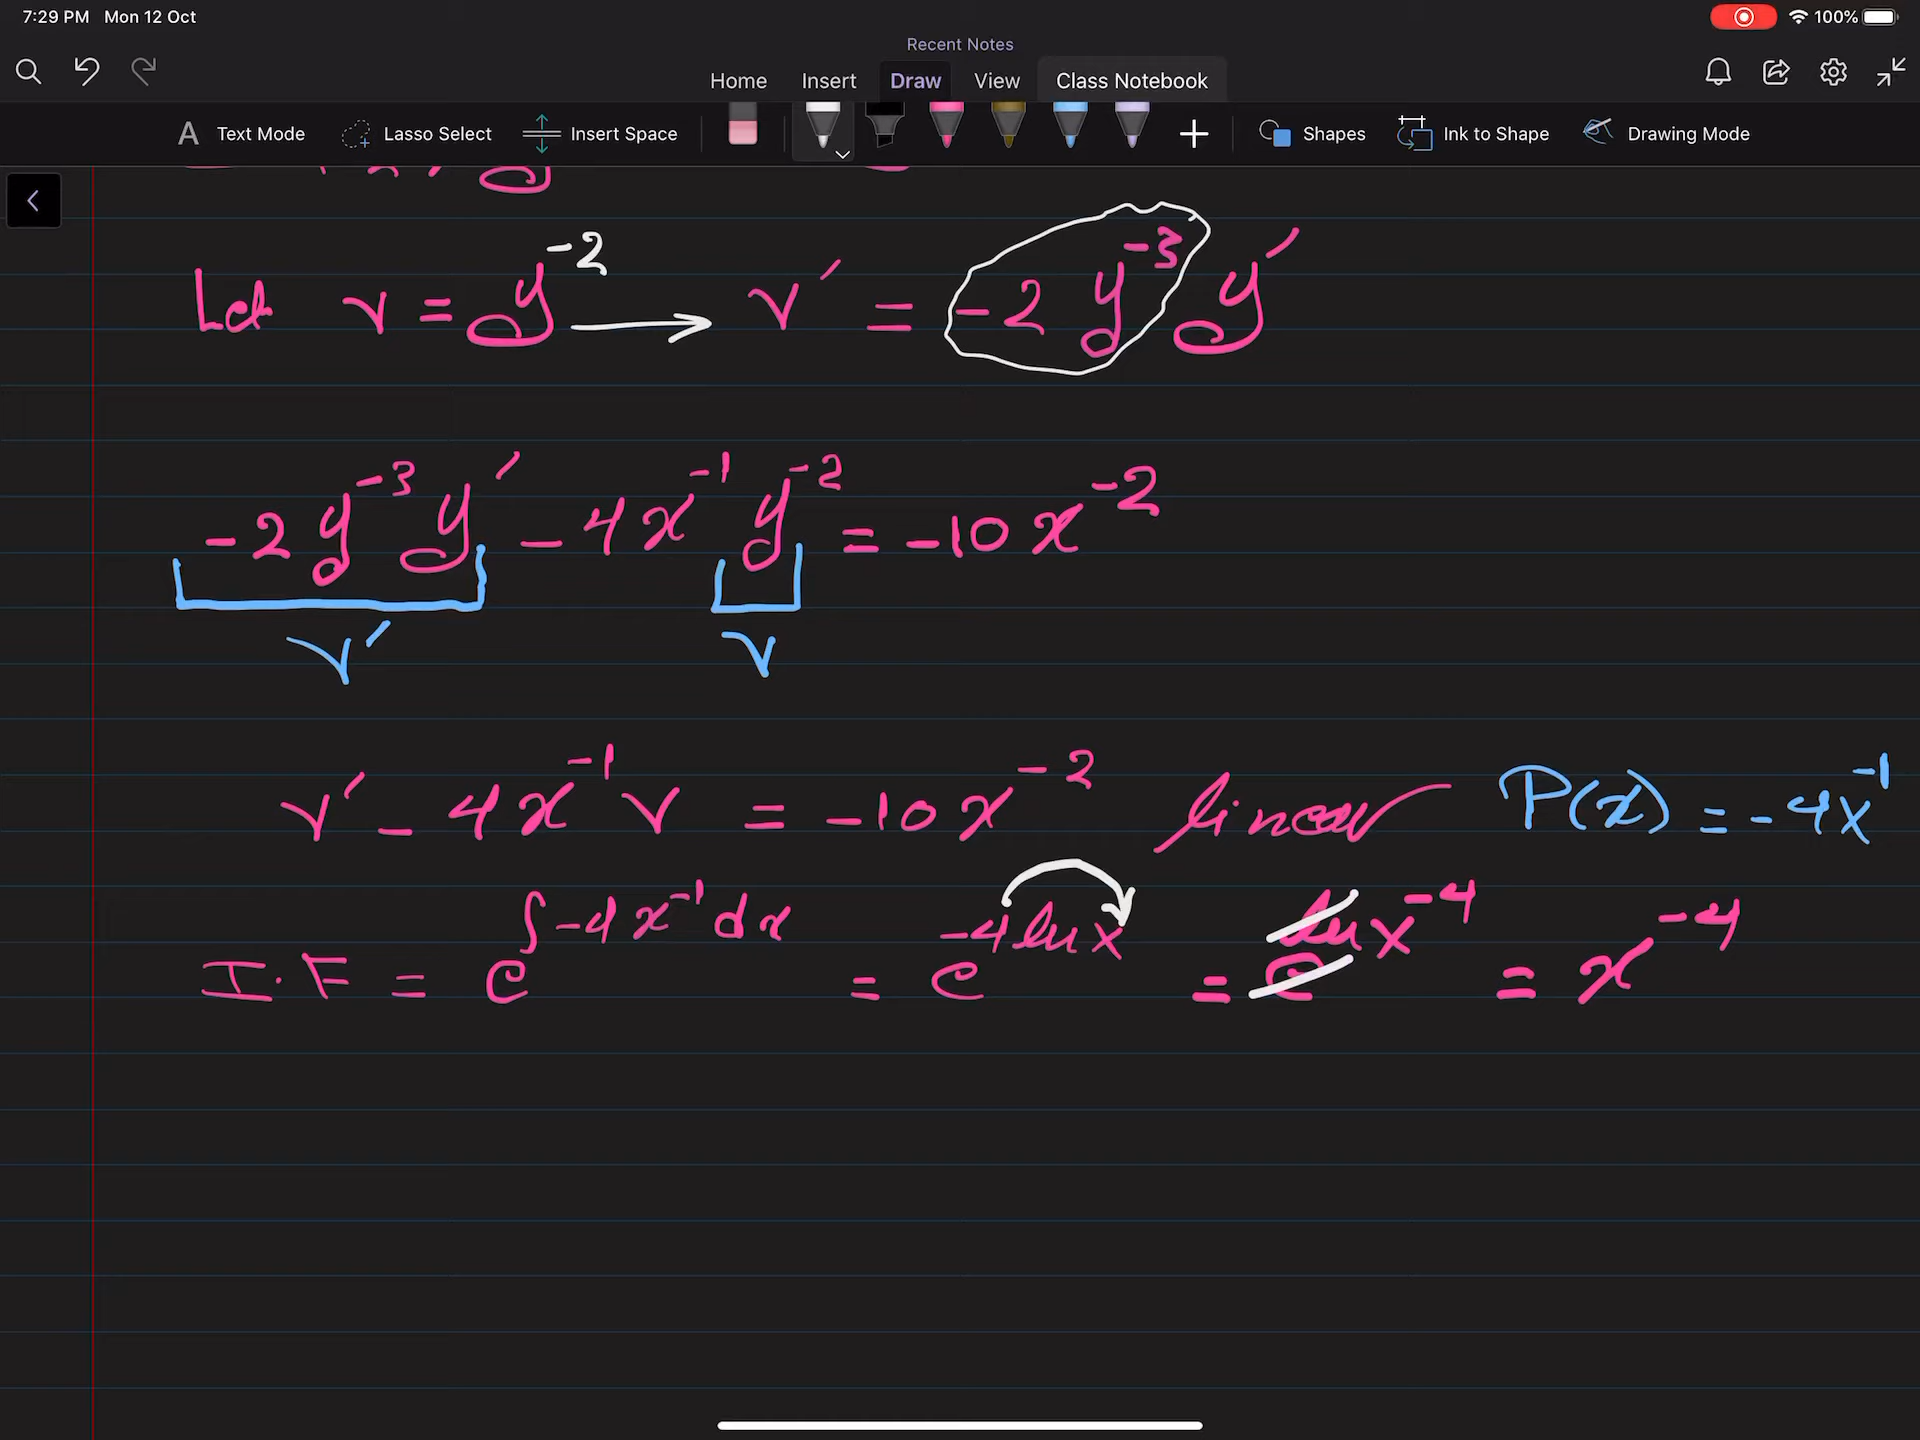 7:29 PM Mon 12 Oct 100%
Recent Notes
Home Insert Draw View Class Notebook
Text Mode Lasso Select Insert Space Shapes Ink to Shape Drawing Mode
Let v = y⁻² → v′ = -2 y⁻³ y′
-2 y⁻³ y′ - 4x⁻¹ y⁻² = -10 x⁻²
v′ v
v′ - 4x⁻¹ v = -10 x⁻² linear P(x) = -4x⁻¹
I.F = e^(∫-4x⁻¹dx) = e^(-4 ln x) = e^(ln x⁻⁴) = x⁻⁴